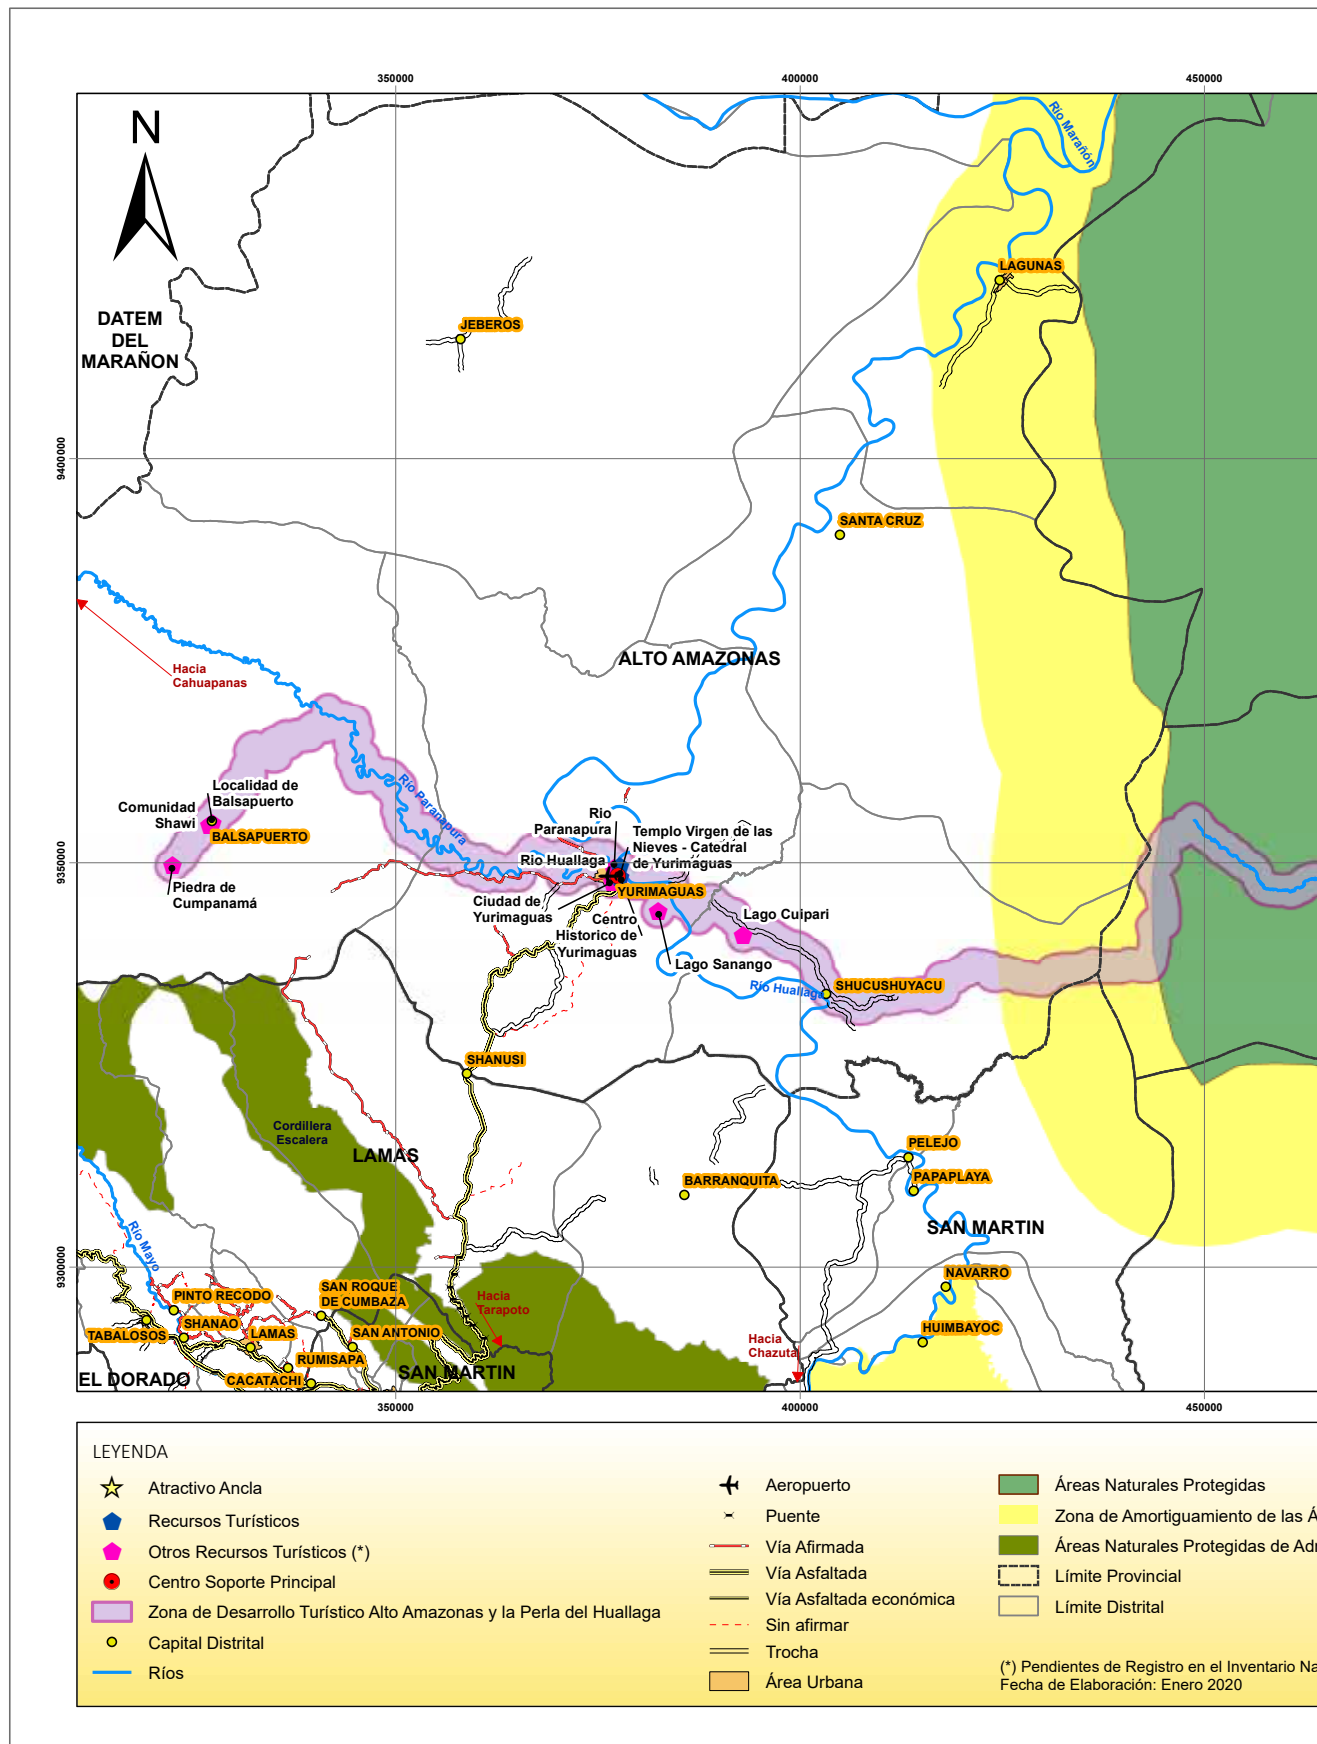 350000
400000
450000
N
Río Marañón
LAGUNAS
DATEM
DEL
MARAÑON
JEBEROS
9400000
SANTA CRUZ
ALTO AMAZONAS
Hacia
Cahuapanas
Río Paranapura
Localidad de
Balsapuerto
Comunidad
Shawi
BALSAPUERTO
Piedra de
Cumpanamá
9350000
Rio
Paranapura
Templo Virgen de las
Nieves - Catedral
de Yurimaguas
Río Huallaga
YURIMAGUAS
Ciudad de
Yurimaguas
Centro
Historico de
Yurimaguas
Lago Cuipari
Lago Sanango
Río Huallaga
SHUCUSHUYACU
SHANUSI
Cordillera
Escalera
LAMAS
PELEJO
BARRANQUITA
PAPAPLAYA
SAN MARTIN
Río Mayo
9300000
NAVARRO
PINTO RECODO
SAN ROQUE
DE CUMBAZA
Hacia
Tarapoto
SHANAO
TABALOSOS
LAMAS
SAN ANTONIO
HUIMBAYOC
Hacia
Chazuta
RUMISAPA
CACATACHI
SAN MARTIN
EL DORADO
350000
400000
450000
LEYENDA
Atractivo Ancla
Recursos Turísticos
Otros Recursos Turísticos (*)
Centro Soporte Principal
Zona de Desarrollo Turístico Alto Amazonas y la Perla del Huallaga
Capital Distrital
Ríos
Aeropuerto
Puente
Vía Afirmada
Vía Asfaltada
Vía Asfaltada económica
Sin afirmar
Trocha
Área Urbana
Áreas Naturales Protegidas
Zona de Amortiguamiento de las Á
Áreas Naturales Protegidas de Adr
Límite Provincial
Límite Distrital
(*) Pendientes de Registro en el Inventario Na
Fecha de Elaboración: Enero 2020